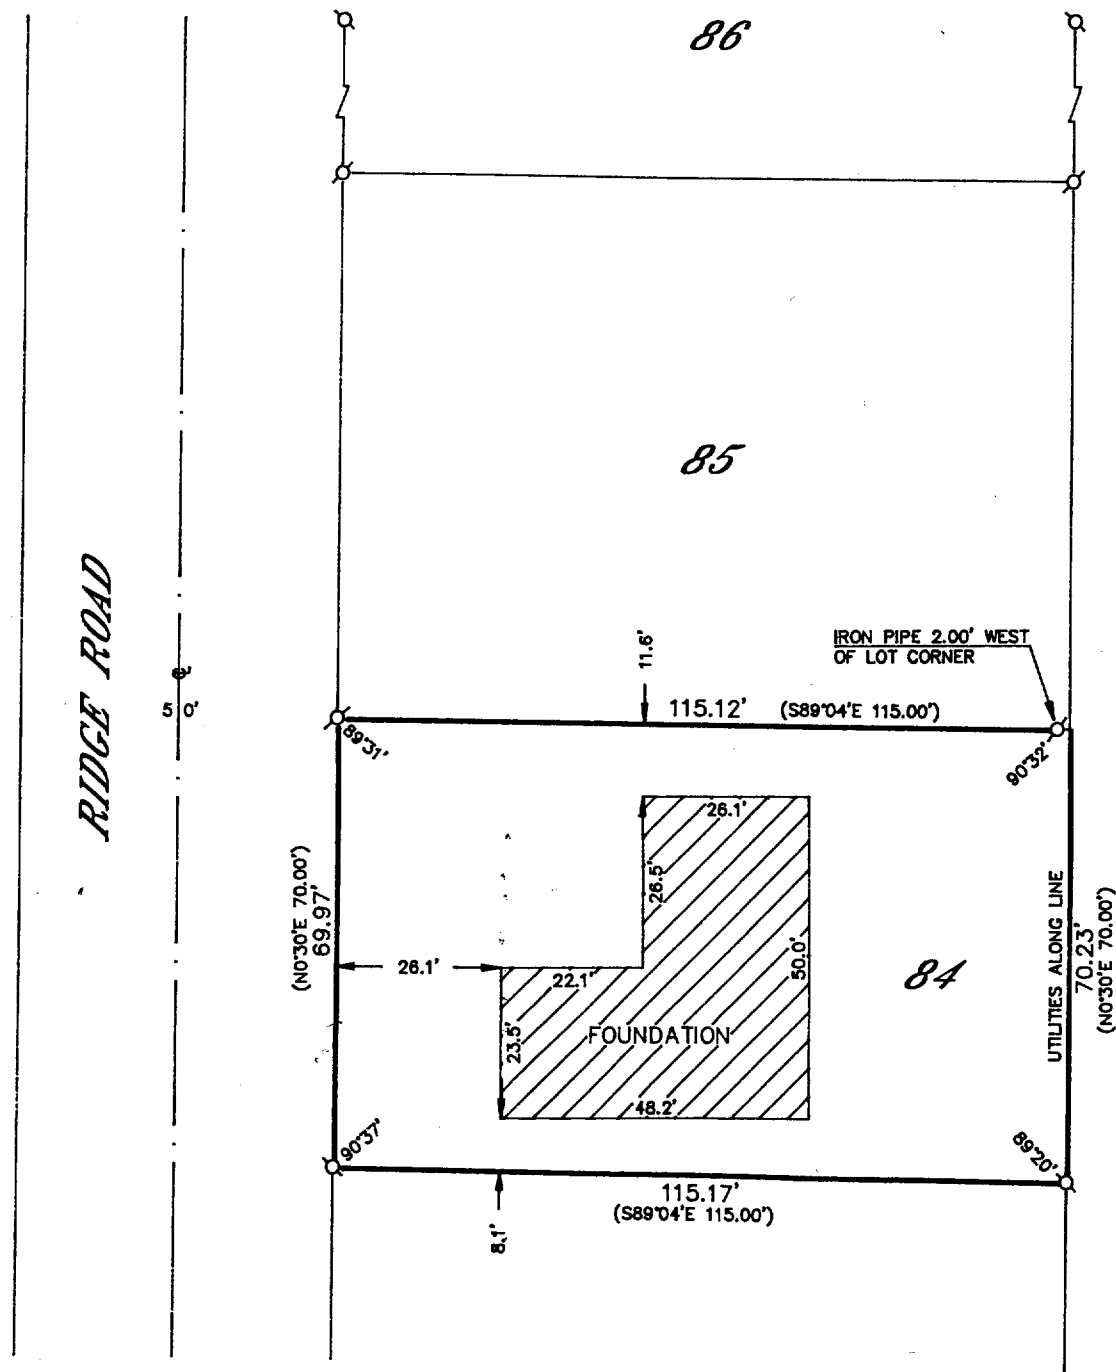 86
85
RIDGE ROAD
℄
50'
11.6'
IRON PIPE 2.00' WEST
OF LOT CORNER
115.12' (S89°04'E 115.00')
89°31'
90°32'
26.1'
26.5'
(N0°30'E 70.00')
69.97'
26.1'
22.1'
50.0'
84
UTILITIES ALONG LINE
70.23'
(N0°30'E 70.00')
23.5'
FOUNDATION
48.2'
90°37'
89°20'
115.17'
(S89°04'E 115.00')
8.1'